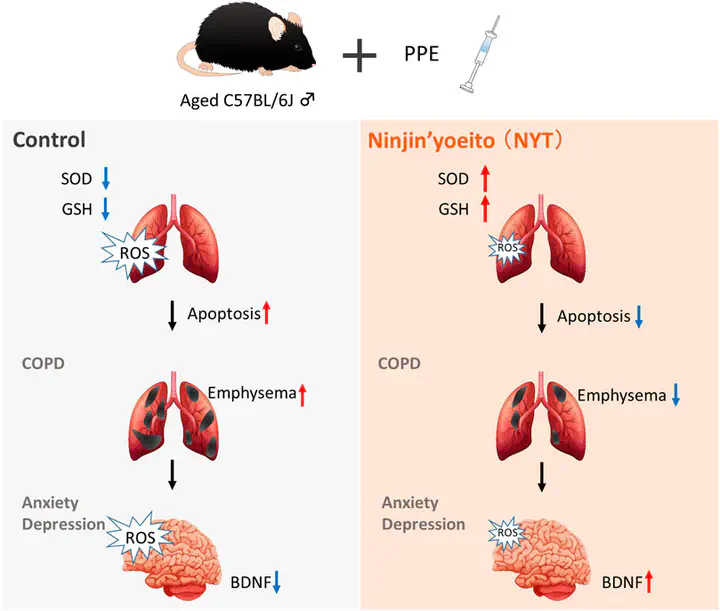 PPE
Aged C57BL/6J ♂
Control
SOD ↓
GSH ↓
ROS
Apoptosis ↑
COPD
Emphysema ↑
Anxiety
Depression
ROS
BDNF ↓
Ninjin’yoeito（NYT）
SOD ↑
GSH ↑
ROS
Apoptosis ↓
COPD
Emphysema ↓
Anxiety
Depression
ROS
BDNF ↑